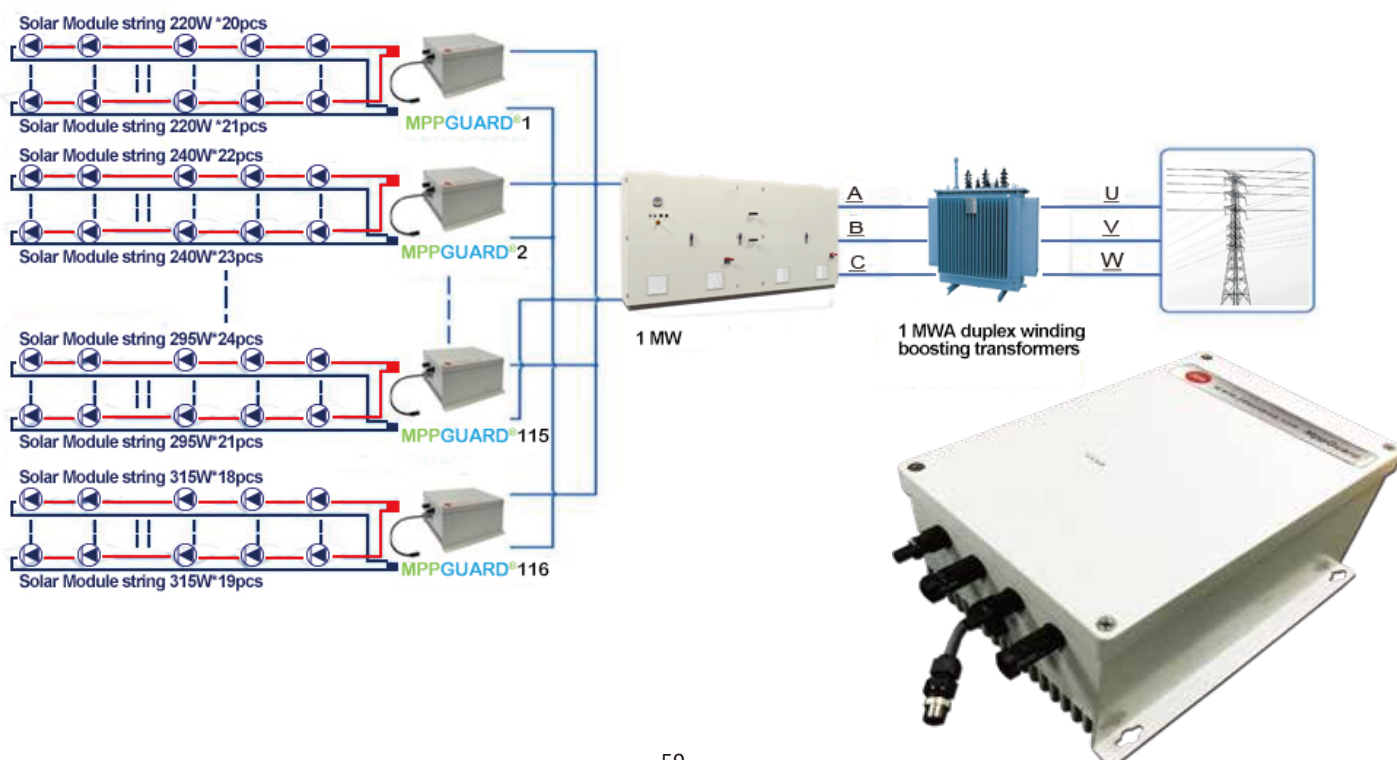 Solar Module string 220W *20pcs
Solar Module string 220W *21pcs
MPPGUARD®1
Solar Module string 240W*22pcs
Solar Module string 240W*23pcs
MPPGUARD®2
Solar Module string 295W*24pcs
Solar Module string 295W*21pcs
MPPGUARD®115
Solar Module string 315W*18pcs
Solar Module string 315W*19pcs
MPPGUARD®116
1 MW
A
B
C
1 MWA duplex winding
boosting transformers
U
V
W
59